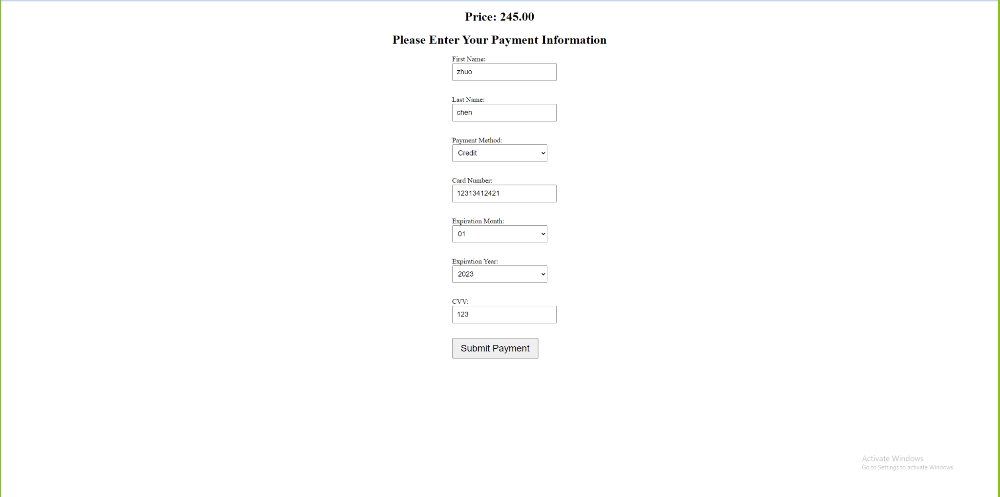 Price: 245.00
Please Enter Your Payment Information
First Name:
zhuo
Last Name:
chen
Payment Method:
Credit
Card Number:
12313412421
Expiration Month:
01
Expiration Year:
2023
CVV:
123
Submit Payment
Activate Windows
Go to Settings to activate Windows.